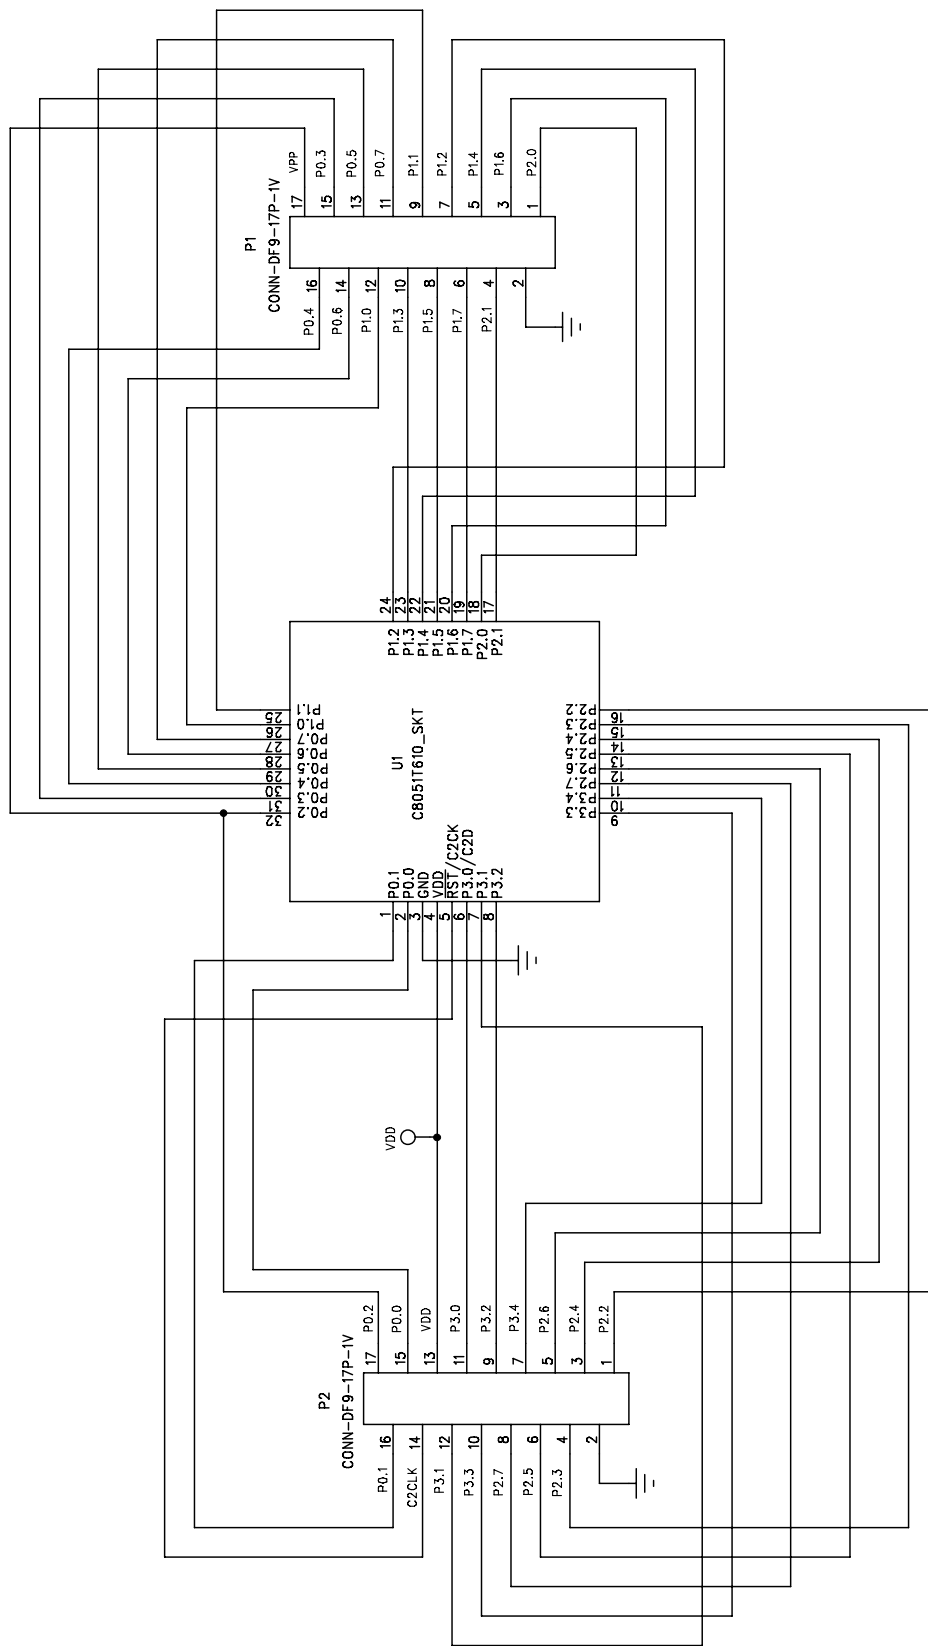 P1
CONN-DF9-17P-1V
VPP
P0.3
P0.5
P0.7
P1.1
P1.2
P1.4
P1.6
P2.0
17
15
13
11
9
7
5
3
1
16
14
12
10
8
6
4
2
P0.4
P0.6
P1.0
P1.3
P1.5
P1.7
P2.1
24
23
22
21
20
19
18
17
P1.2
P1.3
P1.4
P1.5
P1.6
P1.7
P2.0
P2.1
25
26
27
28
29
30
31
32
P1.1
P1.0
P0.7
P0.6
P0.5
P0.4
P0.3
P0.2
U1
C8051T610_SKT
P2.2
P2.3
P2.4
P2.5
P2.6
P2.7
P3.4
P3.3
16
15
14
13
12
11
10
9
P0.1
P0.0
GND
VDD
RST/C2CK
P3.0/C2D
P3.1
P3.2
1
2
3
4
5
6
7
8
VDD
P2
CONN-DF9-17P-1V
P0.2
P0.0
VDD
P3.0
P3.2
P3.4
P2.6
P2.4
P2.2
17
15
13
11
9
7
5
3
1
16
14
12
10
8
6
4
2
P0.1
C2CLK
P3.1
P3.3
P2.7
P2.5
P2.3